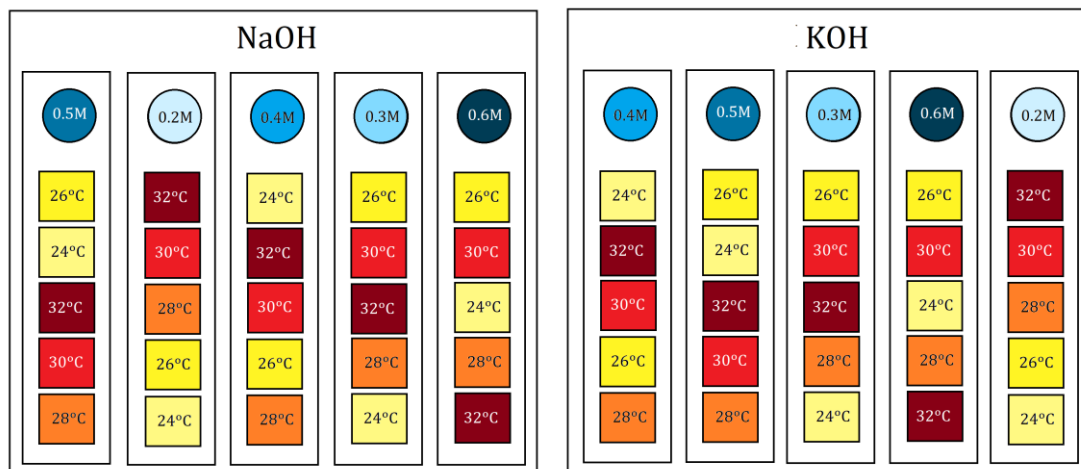 NaOH
0.5M 0.2M 0.4M 0.3M 0.6M
26°C 32°C 24°C 26°C 26°C
24°C 30°C 32°C 30°C 30°C
32°C 28°C 30°C 32°C 24°C
30°C 26°C 26°C 28°C 28°C
28°C 24°C 28°C 24°C 32°C
KOH
0.4M 0.5M 0.3M 0.6M 0.2M
24°C 26°C 26°C 26°C 32°C
32°C 24°C 30°C 30°C 30°C
30°C 32°C 32°C 24°C 28°C
26°C 30°C 28°C 28°C 26°C
28°C 28°C 24°C 32°C 24°C